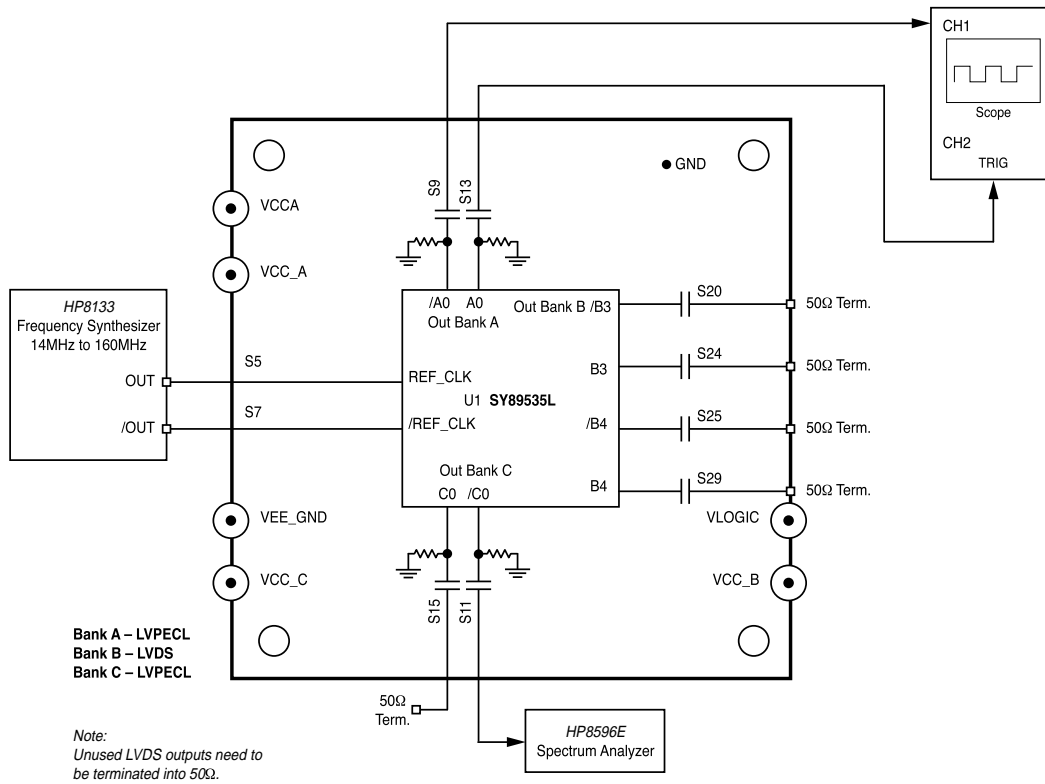 CH1
Scope
CH2
TRIG
S9
S13
GND
VCCA
VCC_A
HP8133
Frequency Synthesizer
14MHz to 160MHz
OUT
/OUT
S5
S7
/A0 A0
Out Bank A
Out Bank B /B3
REF_CLK
B3
U1 SY89535L
/REF_CLK
/B4
Out Bank C
C0 /C0
B4
S20
50Ω Term.
S24
50Ω Term.
S25
50Ω Term.
S29
50Ω Term.
VEE_GND
VLOGIC
VCC_C
VCC_B
S15
S11
Bank A – LVPECL
Bank B – LVDS
Bank C – LVPECL
50Ω
Term.
HP8596E
Spectrum Analyzer
Note:
Unused LVDS outputs need to
be terminated into 50Ω.